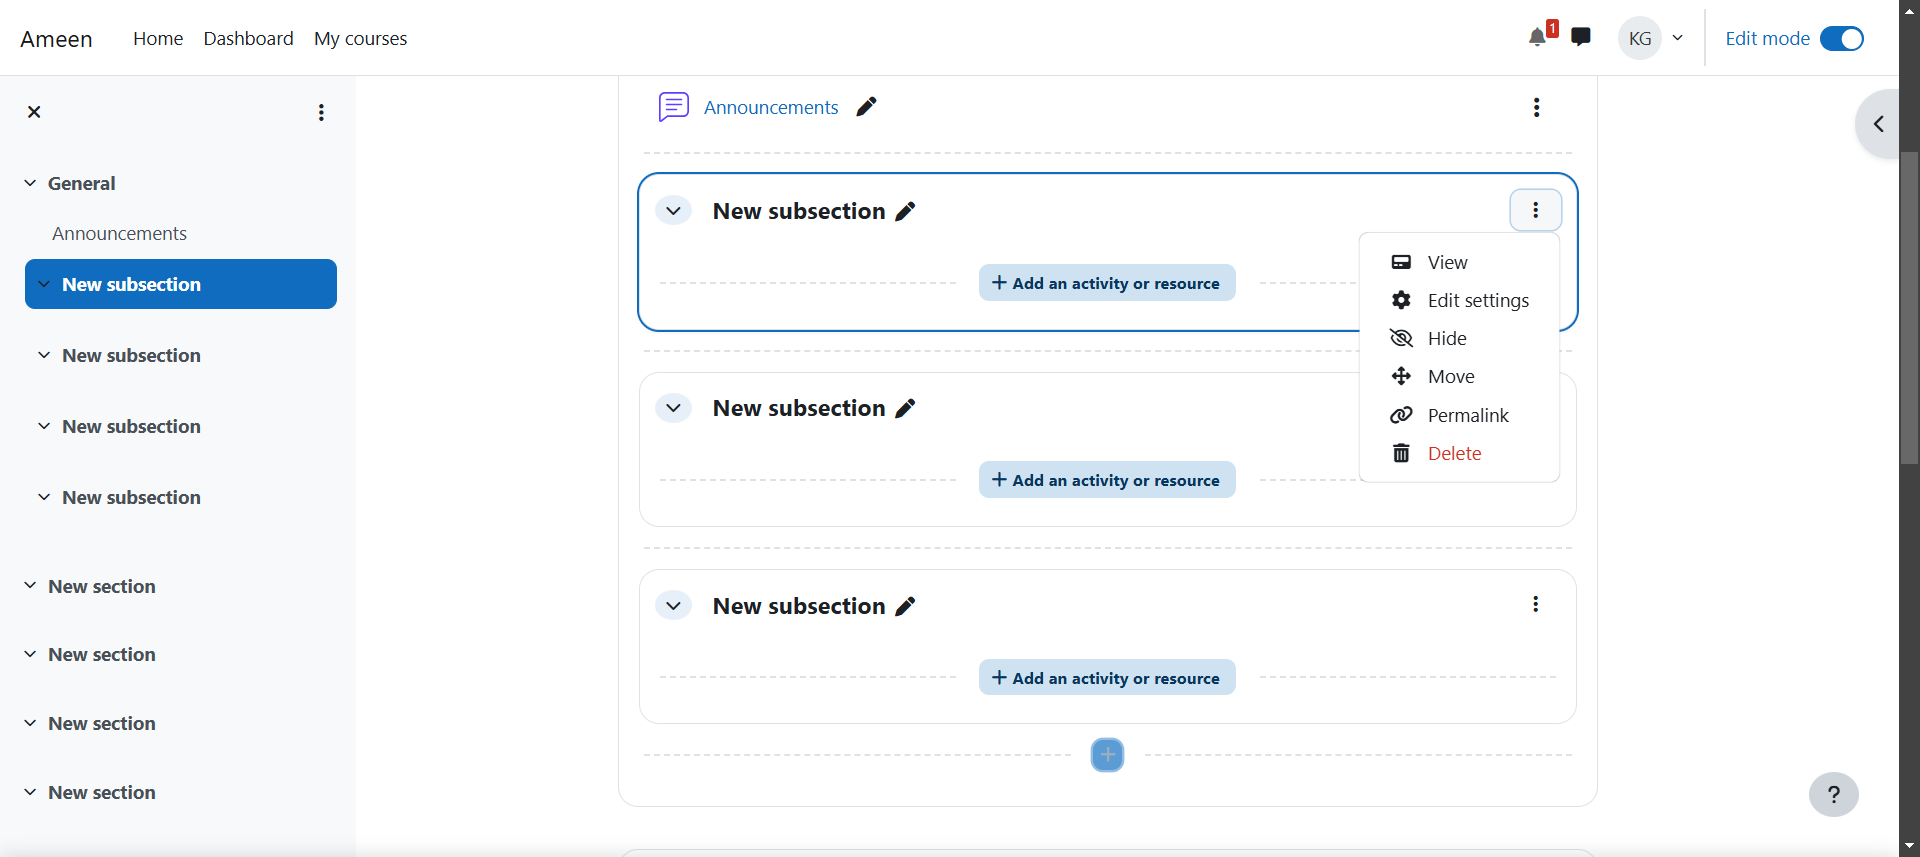 Ameen
Home
Dashboard
My courses
1
KG
Edit mode
General
Announcements
New subsection
New subsection
New subsection
New subsection
New section
New section
New section
New section
Announcements
New subsection
+ Add an activity or resource
View
Edit settings
Hide
Move
Permalink
Delete
New subsection
+ Add an activity or resource
New subsection
+ Add an activity or resource
+
?